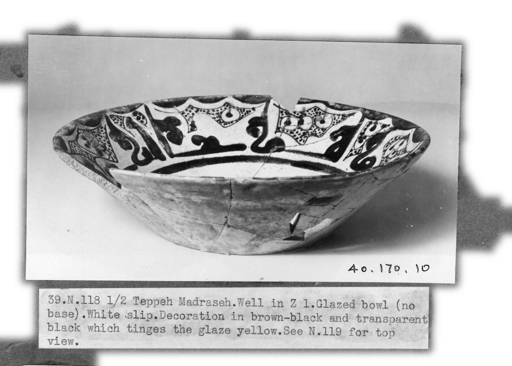 40.170.10
39.N.118 1/2 Teppeh Madraseh.Well in Z 1.Glazed bowl (no
base).White slip.Decoration in brown-black and transparent
black which tinges the glaze yellow.See N.119 for top
view.